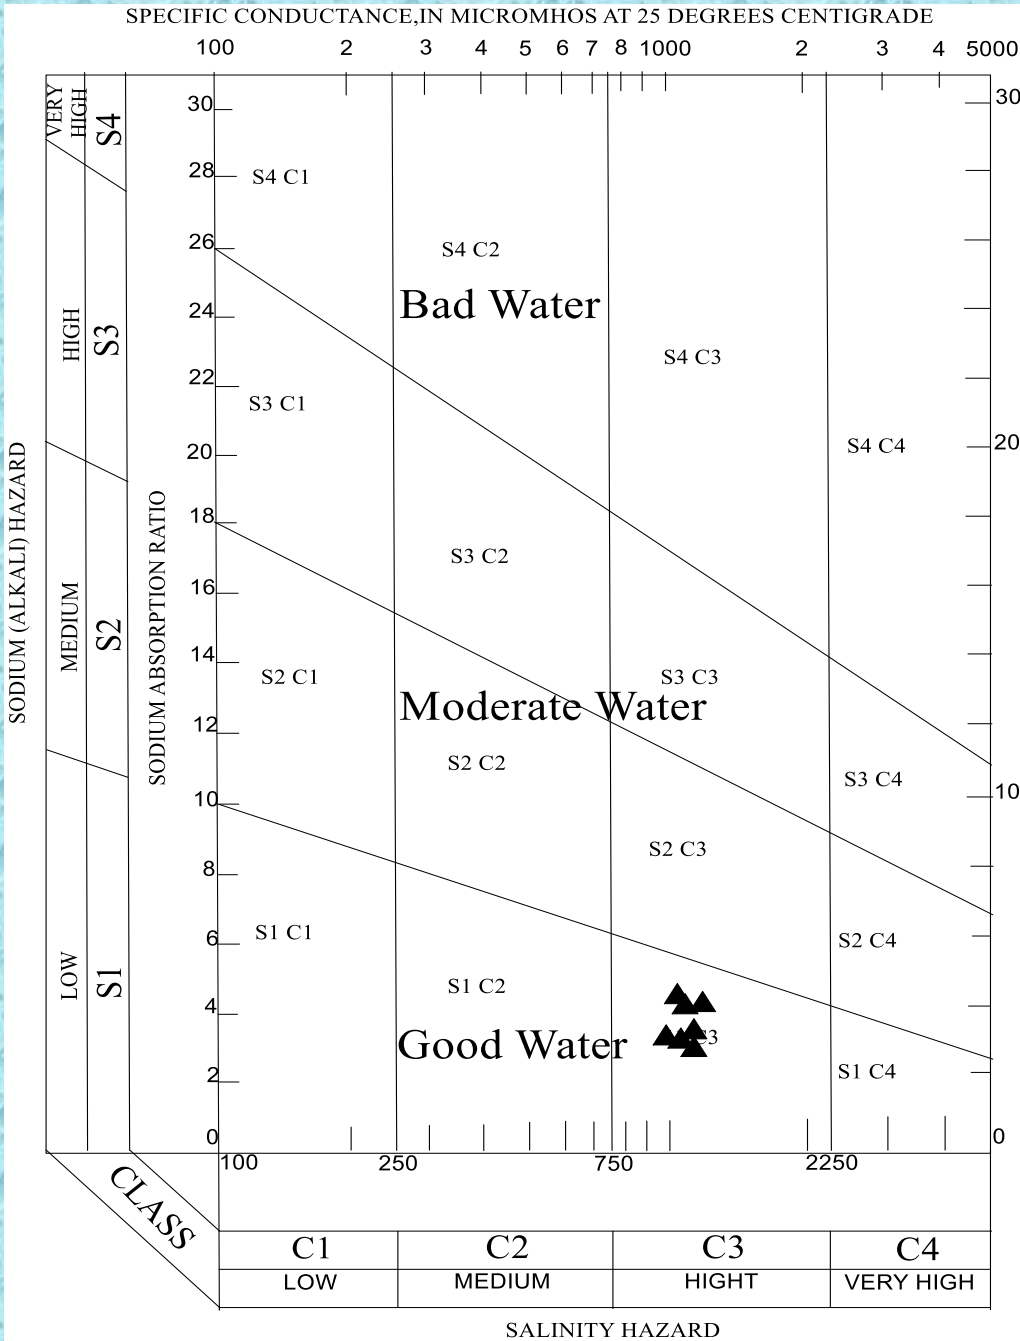 SPECIFIC CONDUCTANCE,IN MICROMHOS AT 25 DEGREES CENTIGRADE
100 2 3 4 5 6 7 8 1000 2 3 4 5000
VERY HIGH
S4
HIGH
S3
MEDIUM
S2
LOW
S1
SODIUM (ALKALI) HAZARD
SODIUM ABSORPTION RATIO
30
28
26
24
22
20
18
16
14
12
10
8
6
4
2
0
30
20
10
0
S4 C1
S4 C2
Bad Water
S4 C3
S3 C1
S4 C4
S3 C2
S2 C1
S3 C3
Moderate Water
S2 C2
S3 C4
S2 C3
S1 C1
S2 C4
S1 C2
C3
Good Water
S1 C4
100 250 750 2250
CLASS
C1 C2 C3 C4
LOW MEDIUM HIGHT VERY HIGH
SALINITY HAZARD